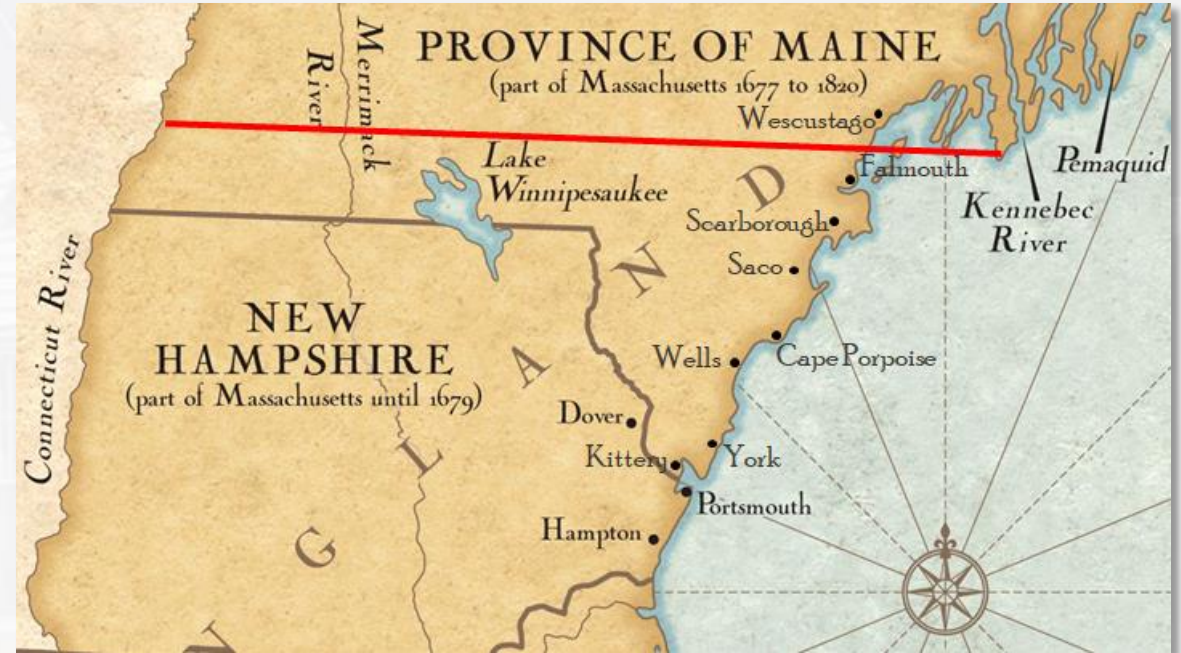 PROVINCE OF MAINE
(part of Massachusetts 1677 to 1820)
Merrimack
River
Wescustago
Lake
Winnipesaukee
Falmouth
Pemaquid
Kennebec
River
Scarborough
Saco
Connecticut River
NEW
HAMPSHIRE
(part of Massachusetts until 1679)
Wells
Cape Porpoise
Dover
Kittery
York
Portsmouth
Hampton
N
G
L
A
N
D